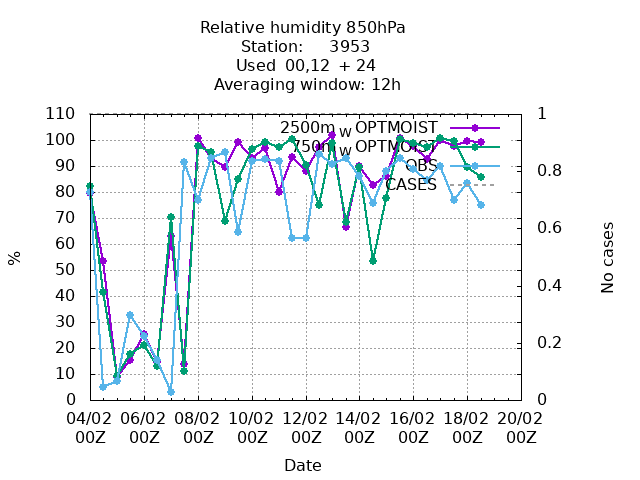 Relative humidity 850hPa
Station: 3953
Used 00,12 + 24
Averaging window: 12h
110
100
90
80
70
60
50
40
30
20
10
0
%
1
0.8
0.6
0.4
0.2
0
No cases
2500m_w OPTMOIST
750m_w OPTMOIST
OBS
CASES
04/02 06/02 08/02 10/02 12/02 14/02 16/02 18/02 20/02
00Z 00Z 00Z 00Z 00Z 00Z 00Z 00Z 00Z
Date